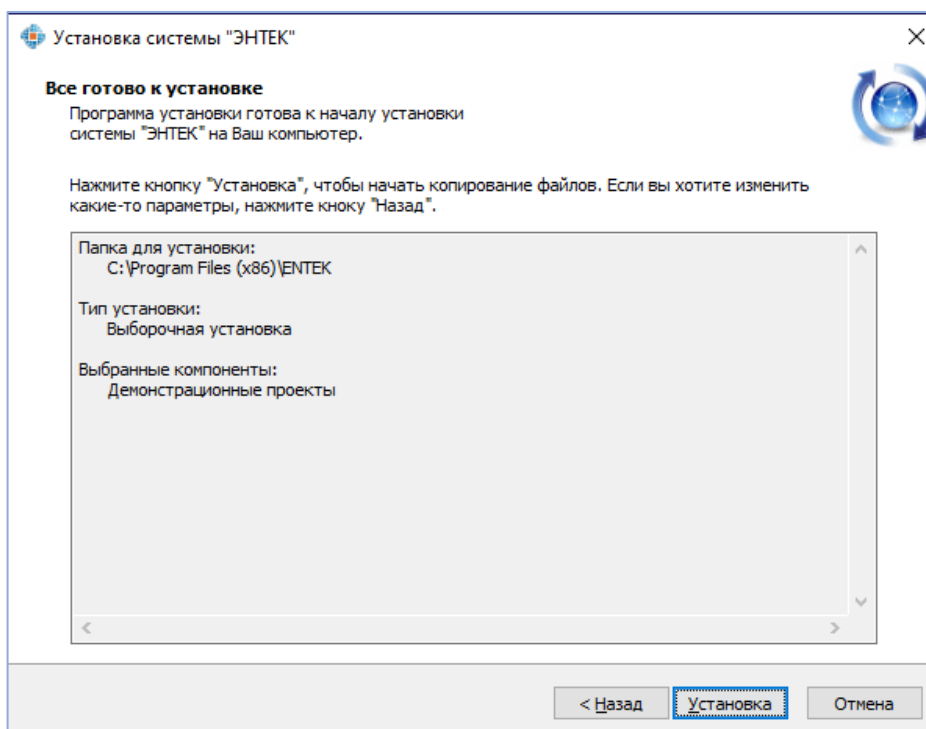 Установка системы "ЭНТЕК"
Все готово к установке
Программа установки готова к началу установки
системы "ЭНТЕК" на Ваш компьютер.
Нажмите кнопку "Установка", чтобы начать копирование файлов. Если вы хотите изменить
какие-то параметры, нажмите кноку "Назад".
Папка для установки:
C:\Program Files (x86)\ENTEK
Тип установки:
Выборочная установка
Выбранные компоненты:
Демонстрационные проекты
< Назад
Установка
Отмена